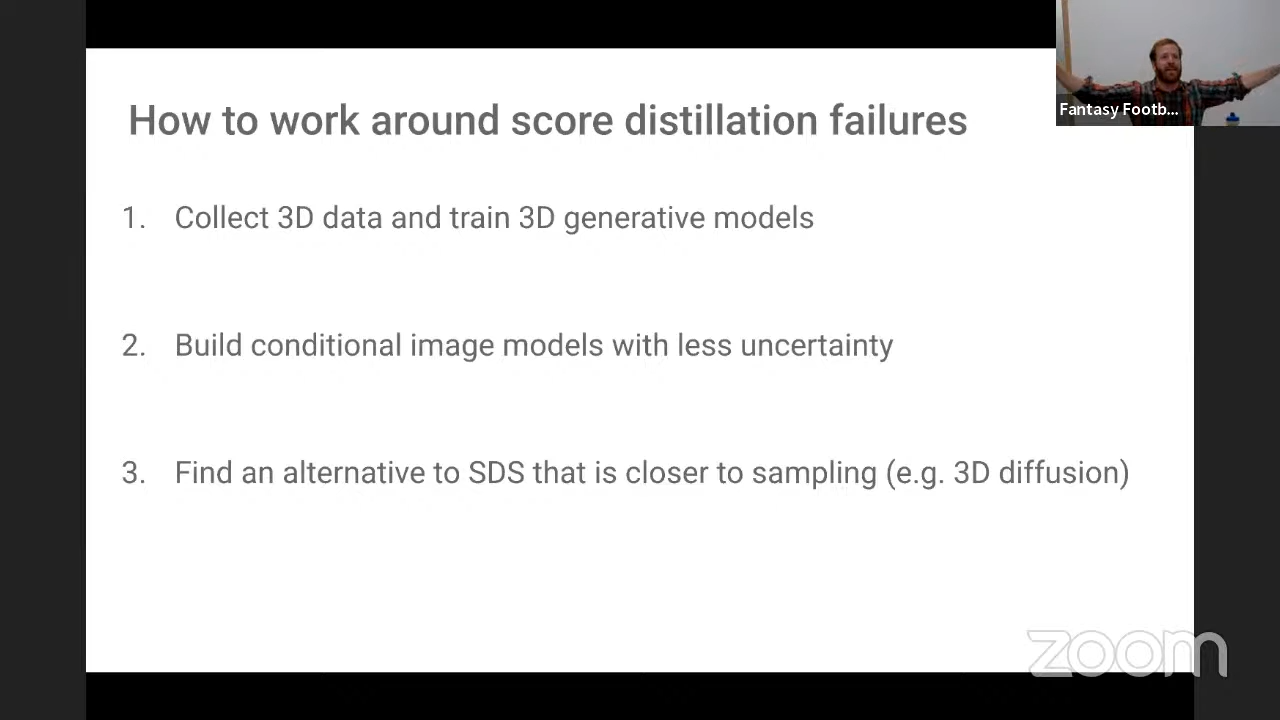 How to work around score distillation failures
Fantasy Footb...
1. Collect 3D data and train 3D generative models
2. Build conditional image models with less uncertainty
3. Find an alternative to SDS that is closer to sampling (e.g. 3D diffusion)
zoom